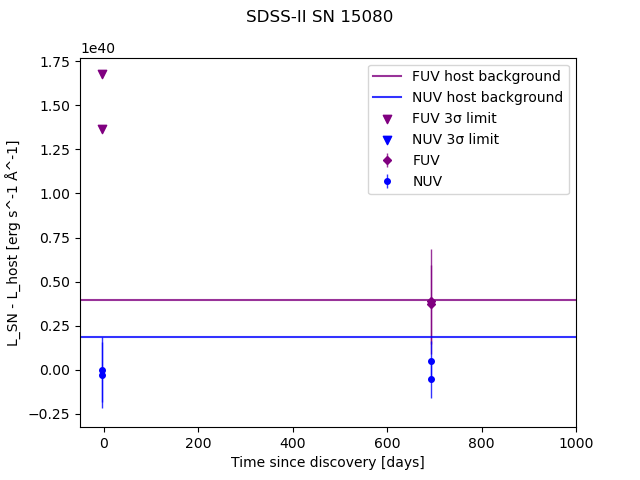 SDSS-II SN 15080
1e40
FUV host background
NUV host background
FUV 3σ limit
NUV 3σ limit
FUV
NUV
1.75
1.50
1.25
1.00
0.75
0.50
0.25
0.00
−0.25
L_SN - L_host [erg s^-1 Å^-1]
0 200 400 600 800 1000
Time since discovery [days]